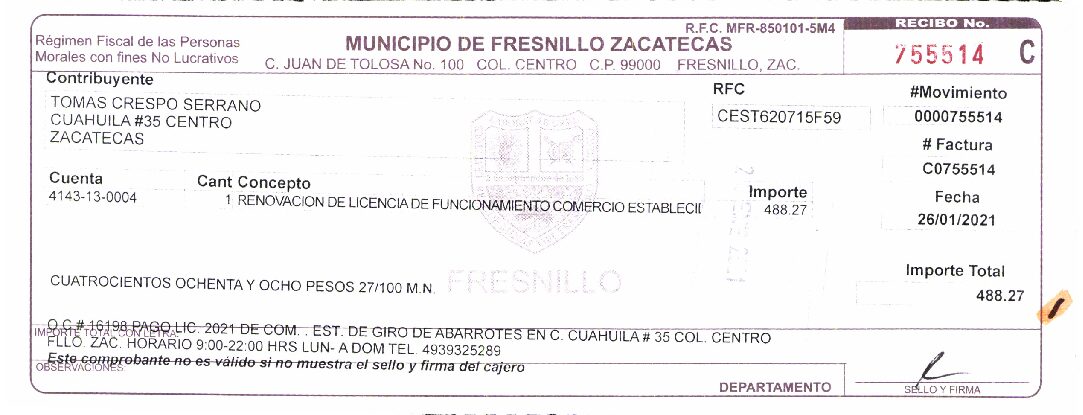 R.F.C. MFR-850101-5M4
RECIBO No.
Régimen Fiscal de las Personas
Morales con fines No Lucrativos
MUNICIPIO DE FRESNILLO ZACATECAS
C. JUAN DE TOLOSA No. 100 COL. CENTRO C.P. 99000 FRESNILLO, ZAC.
755514 C
Contribuyente
TOMAS CRESPO SERRANO
CUAHUILA #35 CENTRO
ZACATECAS
RFC
CEST620715F59
#Movimiento
0000755514
# Factura
C0755514
Fecha
26/01/2021
Cuenta
Cant Concepto
Importe
4143-13-0004
1 RENOVACION DE LICENCIA DE FUNCIONAMIENTO COMERCIO ESTABLECII
488.27
FRESNILLO
CUATROCIENTOS OCHENTA Y OCHO PESOS 27/100 M.N.
Importe Total
488.27
O.C.# 16198 PAGO LIC. 2021 DE COM. . EST. DE GIRO DE ABARROTES EN C. CUAHUILA # 35 COL. CENTRO
IMPORTE TOTAL CON LETRA:
FLLO. ZAC. HORARIO 9:00-22:00 HRS LUN- A DOM TEL. 4939325289
Este comprobante no es válido si no muestra el sello y firma del cajero
OBSERVACIONES:
DEPARTAMENTO
SELLO Y FIRMA